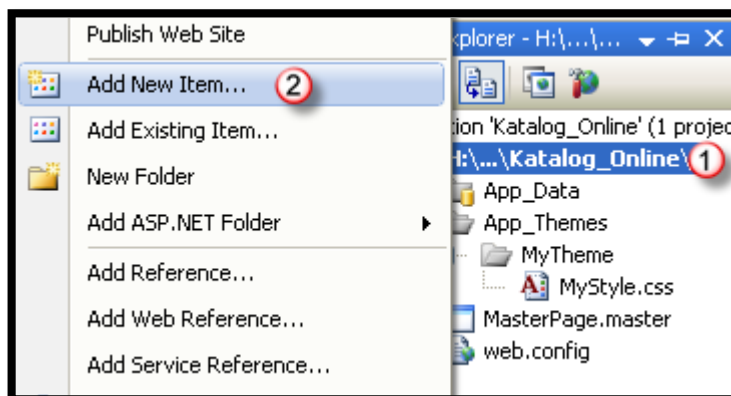 Publish Web Site
Add New Item... 2
Add Existing Item...
New Folder
Add ASP.NET Folder
Add Reference...
Add Web Reference...
Add Service Reference...
xplorer - H:\...\...
tion 'Katalog_Online' (1 projec
H:\...\Katalog_Online\ 1
App_Data
App_Themes
MyTheme
MyStyle.css
MasterPage.master
web.config